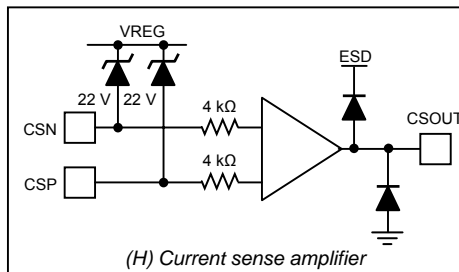 VREG
ESD
22 V 22 V
CSOUT
4 kΩ
CSN
4 kΩ
CSP
(H) Current sense amplifier